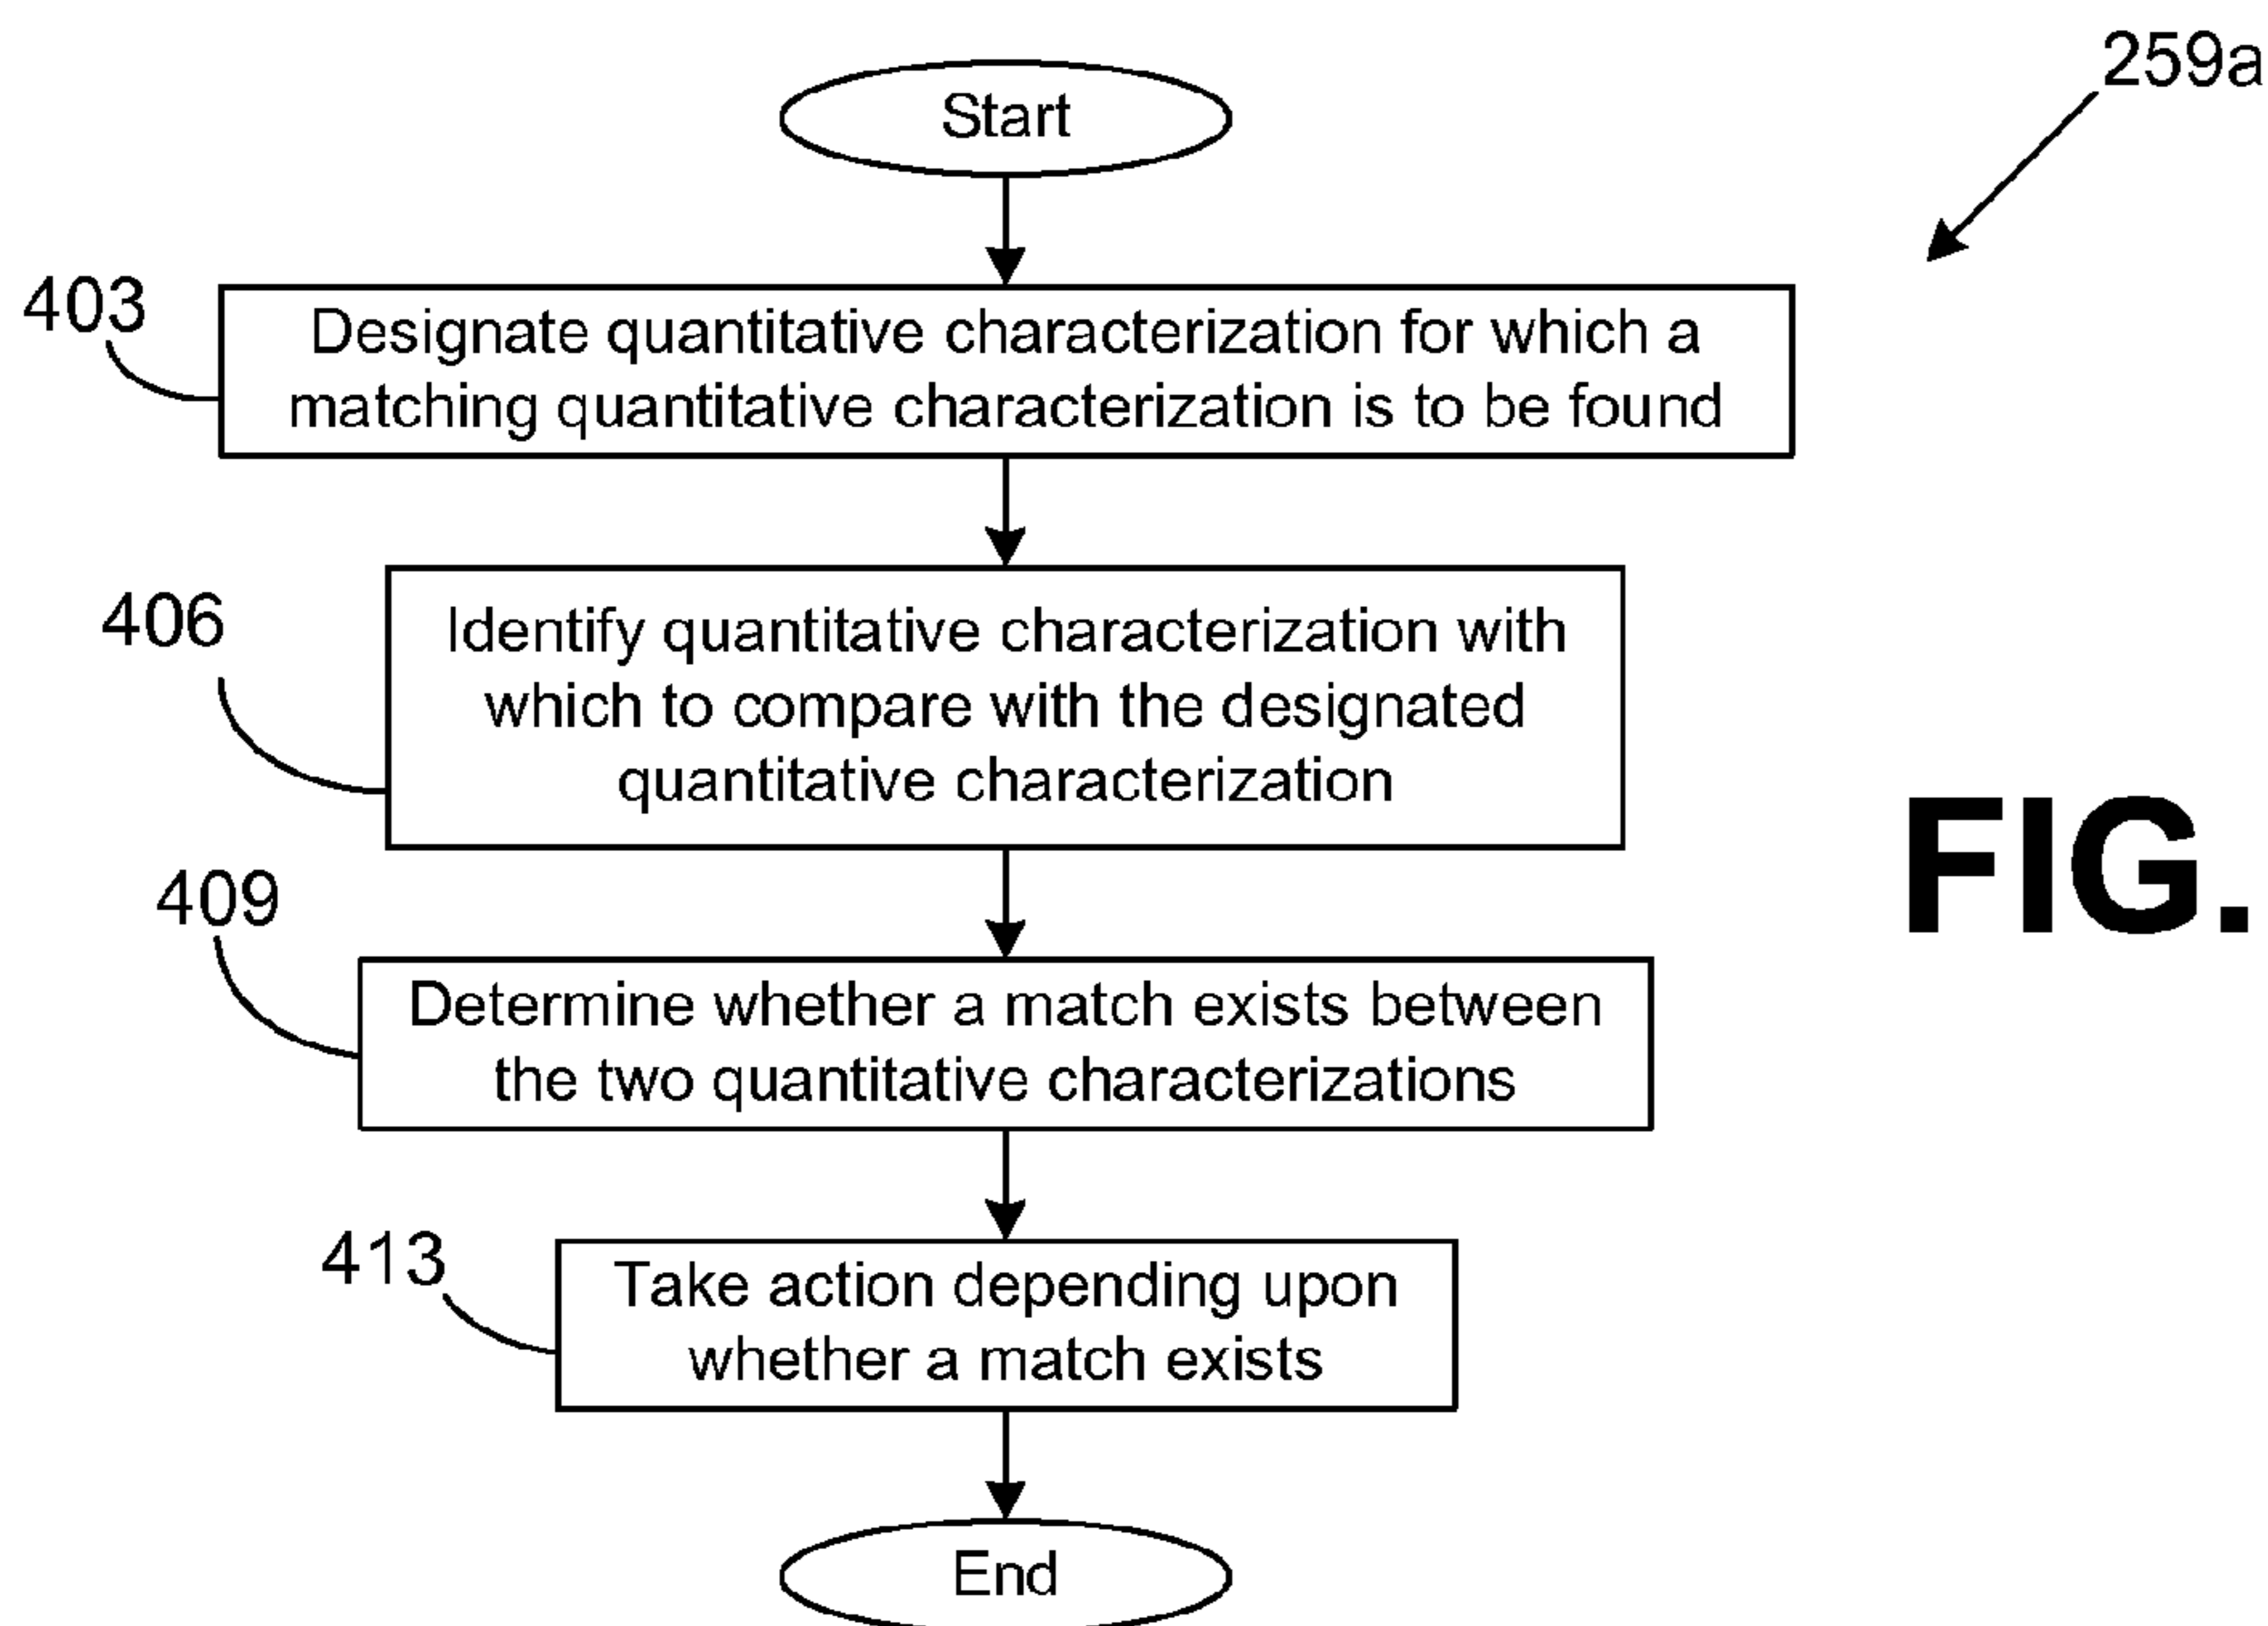 259a
Start
403
Designate quantitative characterization for which a
matching quantitative characterization is to be found
406
Identify quantitative characterization with
which to compare with the designated
quantitative characterization
FIG.
409
Determine whether a match exists between
the two quantitative characterizations
413
Take action depending upon
whether a match exists
End